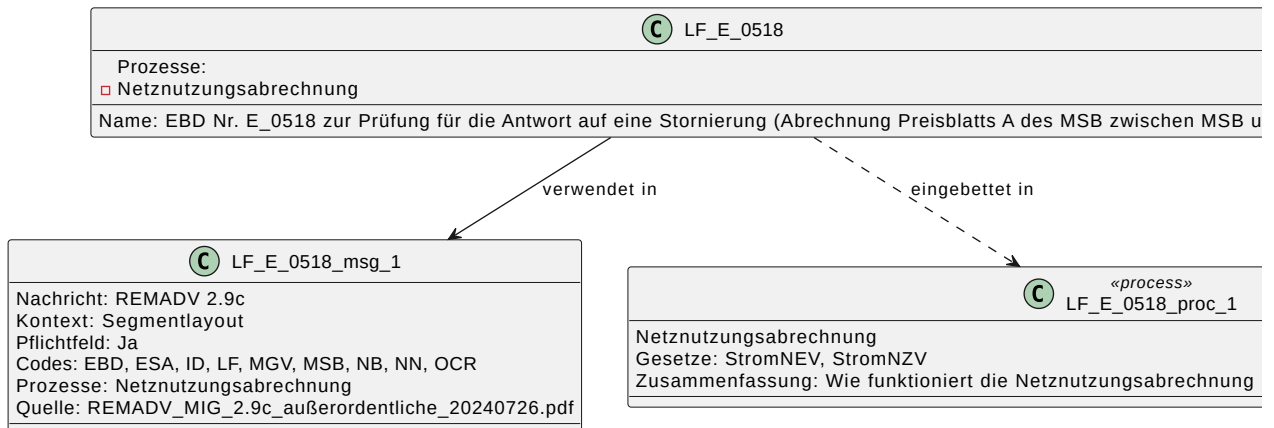 C LF_E_0518
Prozesse:
Netznutzungsabrechnung
Name: EBD Nr. E_0518 zur Prüfung für die Antwort auf eine Stornierung (Abrechnung Preisblatts A des MSB zwischen MSB u
verwendet in
eingebettet in
C LF_E_0518_msg_1
Nachricht: REMADV 2.9c
Kontext: Segmentlayout
Pflichtfeld: Ja
Codes: EBD, ESA, ID, LF, MGV, MSB, NB, NN, OCR
Prozesse: Netznutzungsabrechnung
Quelle: REMADV_MIG_2.9c_außerordentliche_20240726.pdf
«process»
C LF_E_0518_proc_1
Netznutzungsabrechnung
Gesetze: StromNEV, StromNZV
Zusammenfassung: Wie funktioniert die Netznutzungsabrechnung